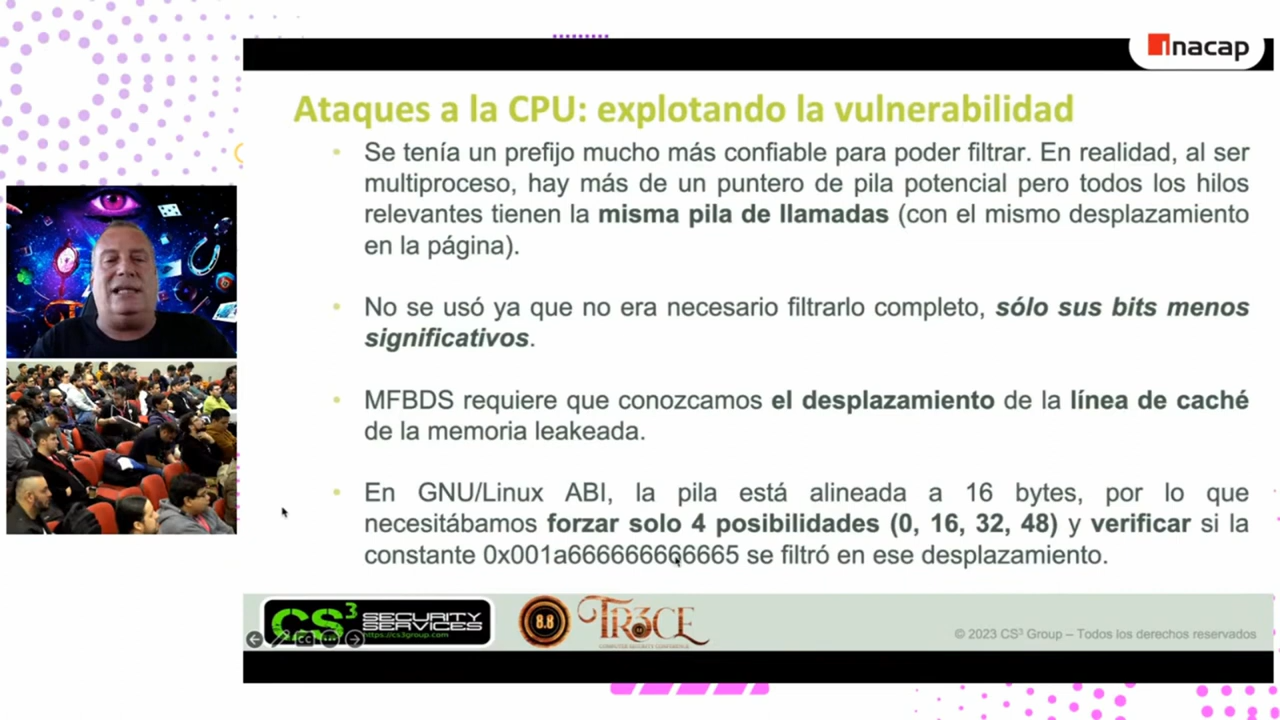 ınacap
Ataques a la CPU: explotando la vulnerabilidad
• Se tenía un prefijo mucho más confiable para poder filtrar. En realidad, al ser
multiproceso, hay más de un puntero de pila potencial pero todos los hilos
relevantes tienen la misma pila de llamadas (con el mismo desplazamiento
en la página).
• No se usó ya que no era necesario filtrarlo completo, sólo sus bits menos
significativos.
• MFBDS requiere que conozcamos el desplazamiento de la línea de caché
de la memoria leakeada.
• En GNU/Linux ABI, la pila está alineada a 16 bytes, por lo que
necesitábamos forzar solo 4 posibilidades (0, 16, 32, 48) y verificar si la
constante 0x001a666666666665 se filtró en ese desplazamiento.
CS3 SECURITY
SERVICES
https://cs3group.com
8.8
TR3CE
COMPUTER SECURITY CONFERENCE
© 2023 CS3 Group – Todos los derechos reservados